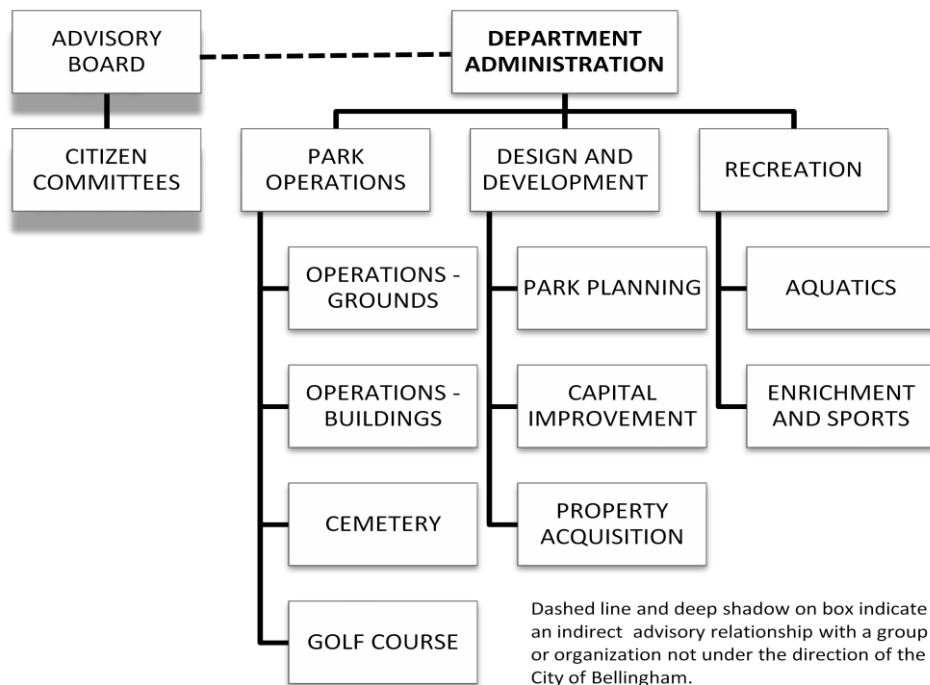 ADVISORY
BOARD
DEPARTMENT
ADMINISTRATION
CITIZEN
COMMITTEES
PARK
OPERATIONS
DESIGN AND
DEVELOPMENT
RECREATION
OPERATIONS -
GROUNDS
PARK PLANNING
AQUATICS
OPERATIONS -
BUILDINGS
CAPITAL
IMPROVEMENT
ENRICHMENT
AND SPORTS
CEMETERY
PROPERTY
ACQUISITION
GOLF COURSE
Dashed line and deep shadow on box indicate
an indirect advisory relationship with a group
or organization not under the direction of the
City of Bellingham.